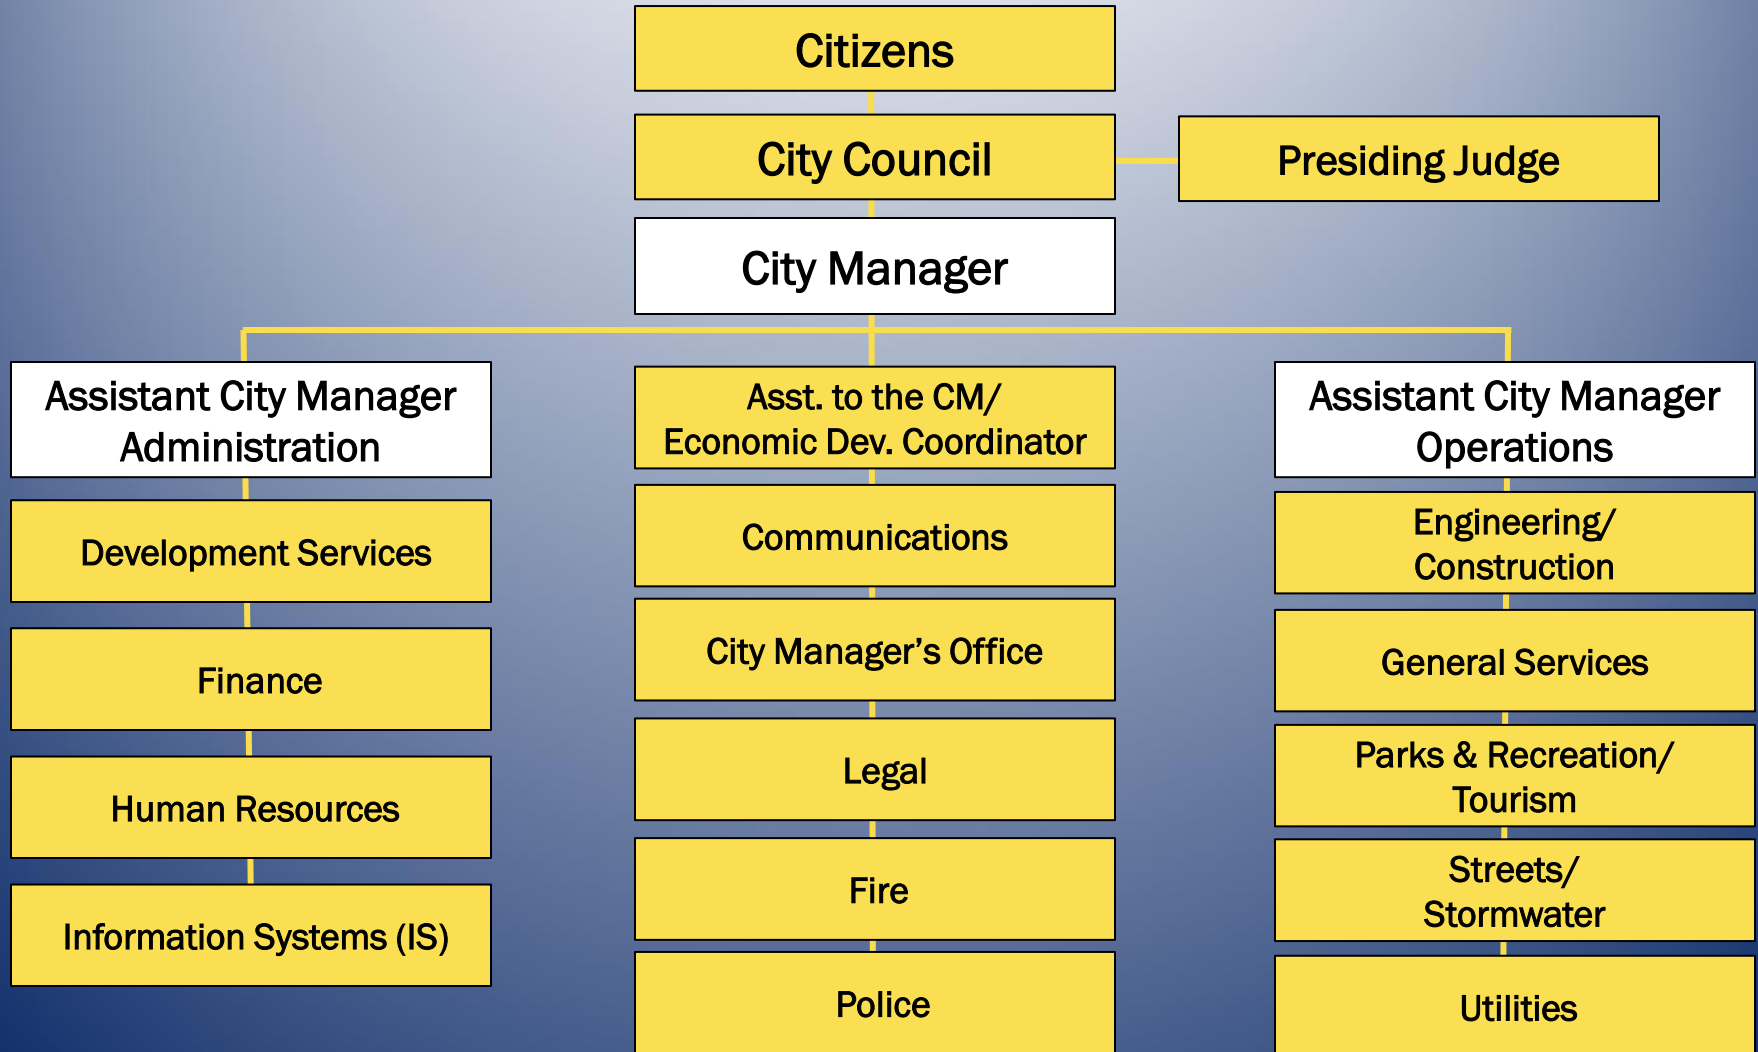 Citizens
City Council
Presiding Judge
City Manager
Assistant City Manager
Administration
Development Services
Finance
Human Resources
Information Systems (IS)
Asst. to the CM/
Economic Dev. Coordinator
Communications
City Manager’s Office
Legal
Fire
Police
Assistant City Manager
Operations
Engineering/
Construction
General Services
Parks & Recreation/
Tourism
Streets/
Stormwater
Utilities